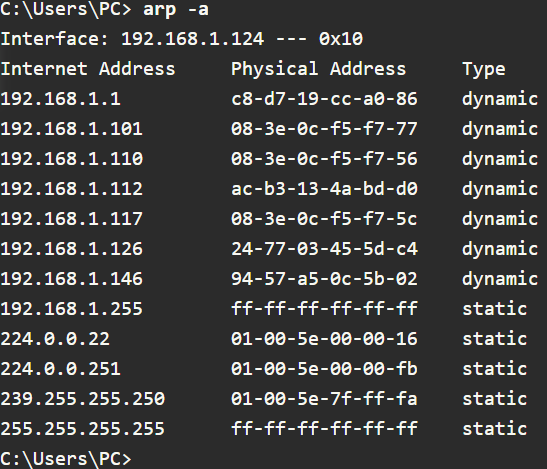 C:\Users\PC> arp -a
Interface: 192.168.1.124 --- 0x10
Internet Address Physical Address Type
192.168.1.1 c8-d7-19-cc-a0-86 dynamic
192.168.1.101 08-3e-0c-f5-f7-77 dynamic
192.168.1.110 08-3e-0c-f5-f7-56 dynamic
192.168.1.112 ac-b3-13-4a-bd-d0 dynamic
192.168.1.117 08-3e-0c-f5-f7-5c dynamic
192.168.1.126 24-77-03-45-5d-c4 dynamic
192.168.1.146 94-57-a5-0c-5b-02 dynamic
192.168.1.255 ff-ff-ff-ff-ff-ff static
224.0.0.22 01-00-5e-00-00-16 static
224.0.0.251 01-00-5e-00-00-fb static
239.255.255.250 01-00-5e-7f-ff-fa static
255.255.255.255 ff-ff-ff-ff-ff-ff static
C:\Users\PC>